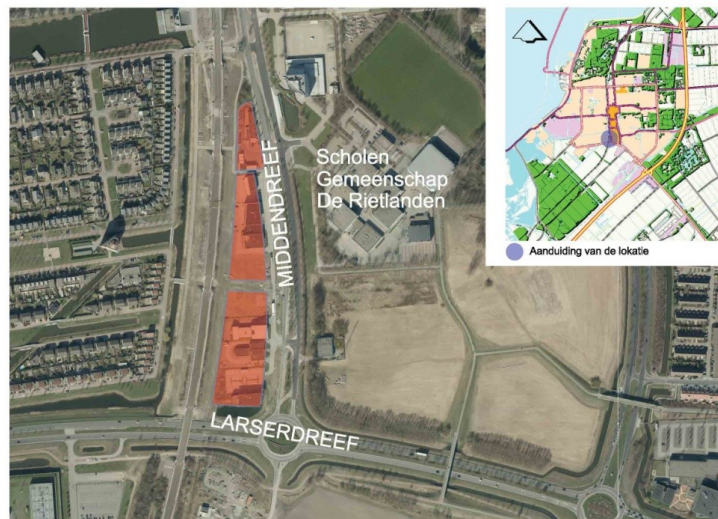 MIDDENDREEF
Scholen
Gemeenschap
De Rietlanden
LARSERDREEF
Aanduiding van de lokatie